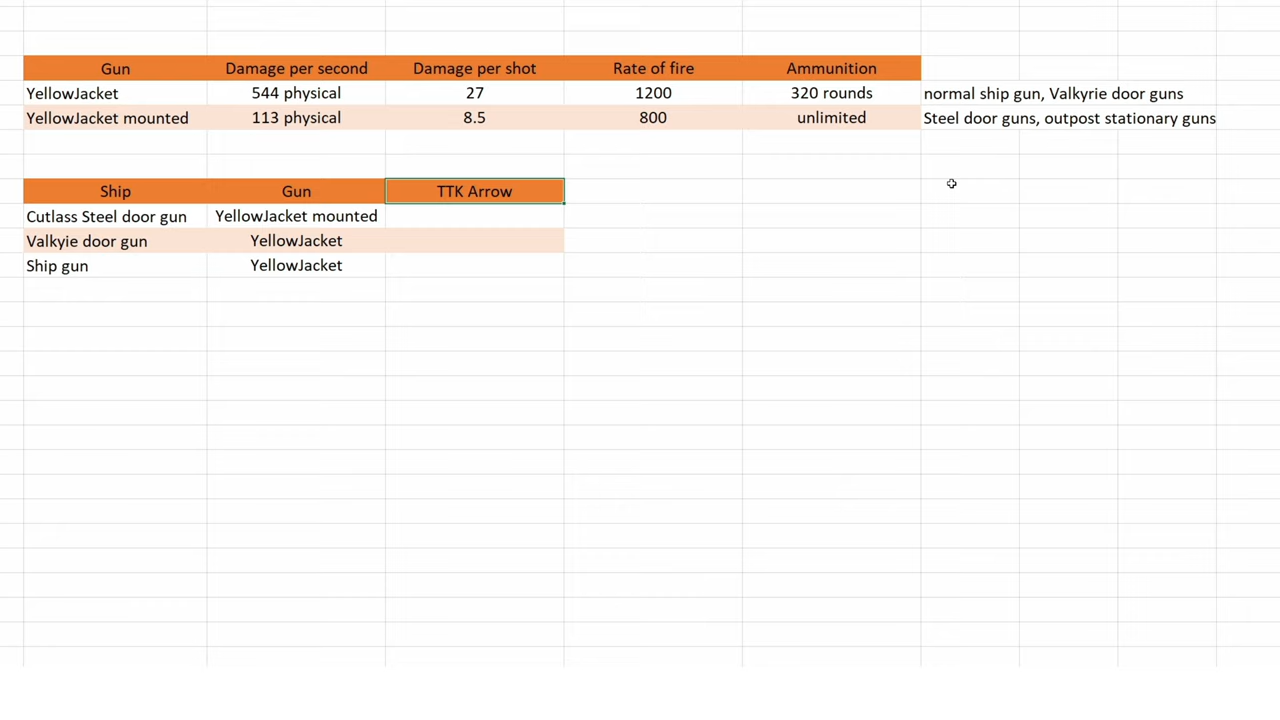 Gun Damage per second Damage per shot Rate of fire Ammunition
YellowJacket 544 physical 27 1200 320 rounds normal ship gun, Valkyrie door guns
YellowJacket mounted 113 physical 8.5 800 unlimited Steel door guns, outpost stationary guns
Ship Gun TTK Arrow
Cutlass Steel door gun YellowJacket mounted
Valkyie door gun YellowJacket
Ship gun YellowJacket